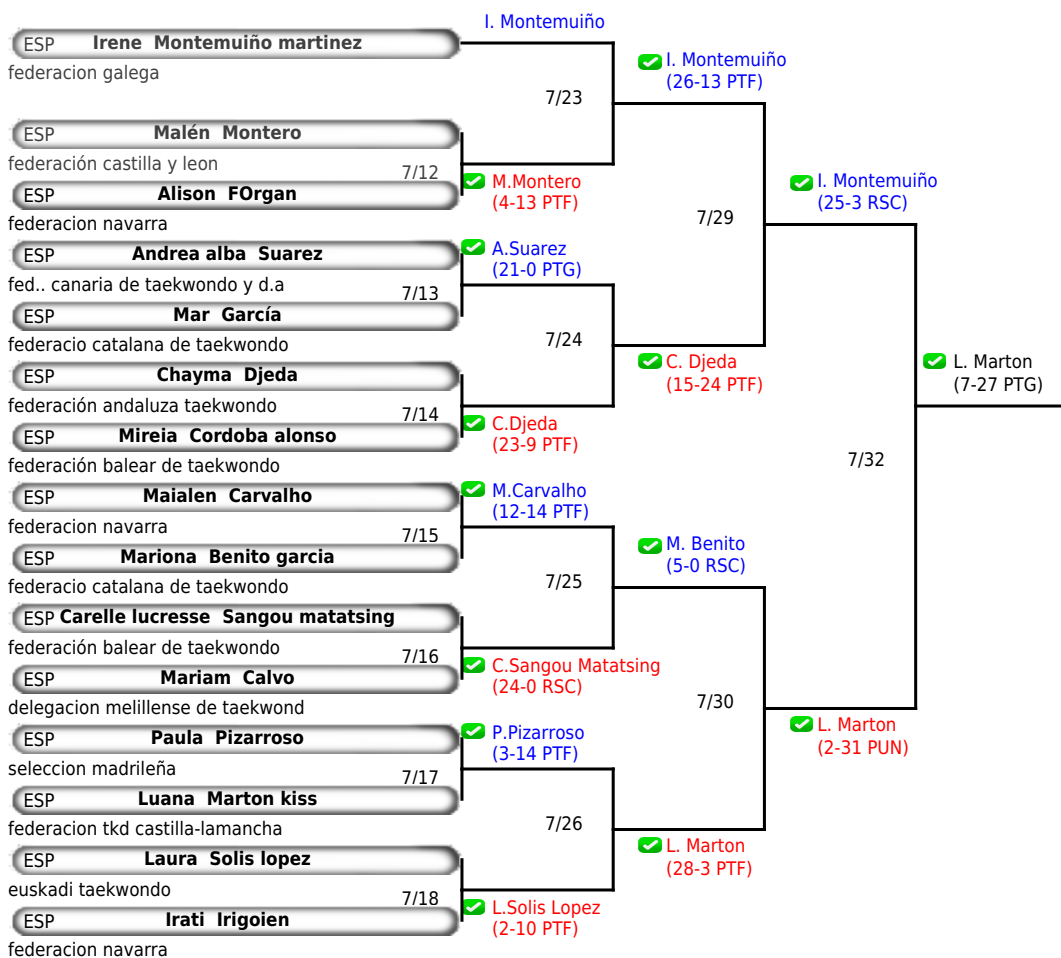 I. Montemuiño
ESP Irene Montemuiño martinez
federacion galega
I. Montemuiño
(26-13 PTF)
7/23
ESP Malén Montero
federación castilla y leon
7/12
M.Montero
(4-13 PTF)
ESP Alison FOrgan
federacion navarra
I. Montemuiño
(25-3 RSC)
7/29
ESP Andrea alba Suarez
A.Suarez
(21-0 PTG)
fed.. canaria de taekwondo y d.a
7/13
ESP Mar García
federacio catalana de taekwondo
7/24
ESP Chayma Djeda
C. Djeda
(15-24 PTF)
L. Marton
(7-27 PTG)
federación andaluza taekwondo
7/14
C.Djeda
(23-9 PTF)
ESP Mireia Cordoba alonso
federación balear de taekwondo
7/32
ESP Maialen Carvalho
M.Carvalho
(12-14 PTF)
federacion navarra
7/15
ESP Mariona Benito garcia
M. Benito
(5-0 RSC)
federacio catalana de taekwondo
7/25
ESP Carelle lucresse Sangou matatsing
federación balear de taekwondo
7/16
C.Sangou Matatsing
(24-0 RSC)
ESP Mariam Calvo
delegacion melillense de taekwond
7/30
L. Marton
(2-31 PUN)
ESP Paula Pizarroso
P.Pizarroso
(3-14 PTF)
seleccion madrileña
7/17
ESP Luana Marton kiss
federacion tkd castilla-lamancha
7/26
L. Marton
(28-3 PTF)
ESP Laura Solis lopez
euskadi taekwondo
7/18
L.Solis Lopez
(2-10 PTF)
ESP Irati Irigoien
federacion navarra